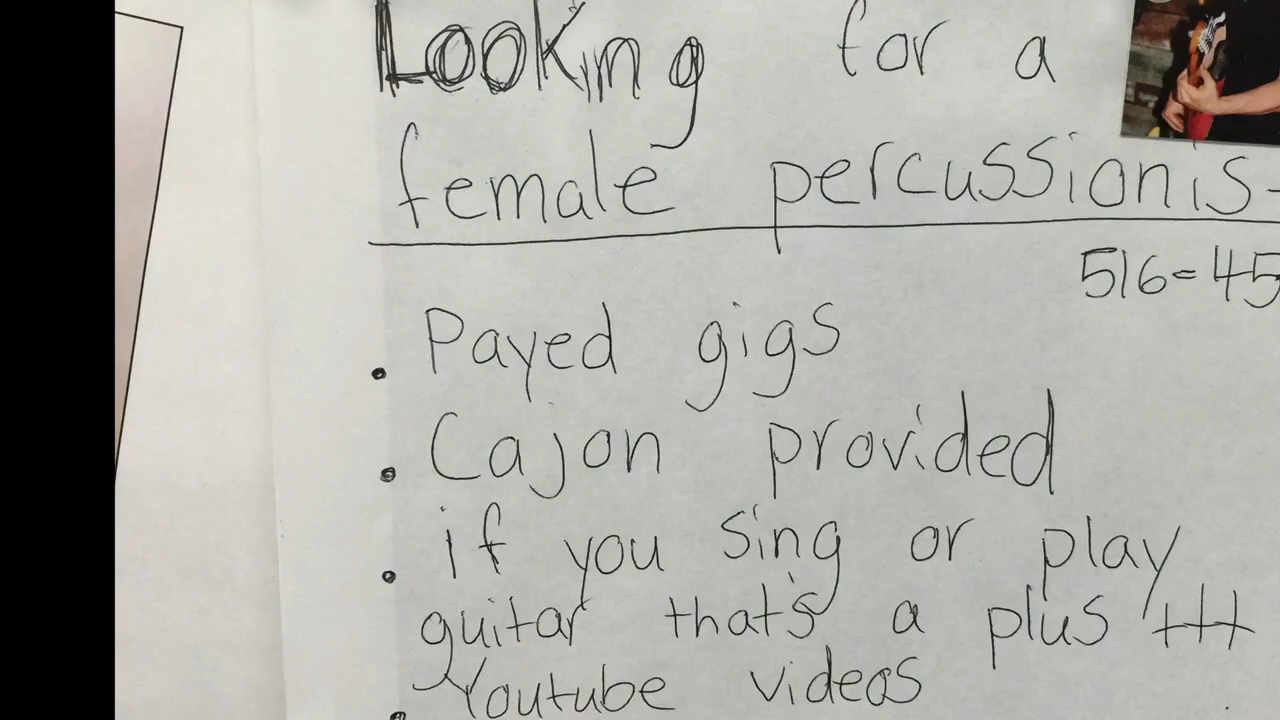 Looking for a
female percussionis
516=45
. Payed gigs
. Cajon provided
. if you sing or play
guitar that's a plus +++
. Youtube videos